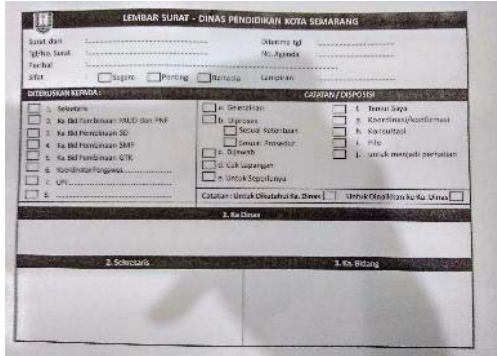 LEMBAR SURAT - DINAS PENDIDIKAN KOTA SEMARANG
Surat dari : Diterima tgl
Tgl/No. Surat : No. Agenda
Perihal :
Sifat : Segera Penting Rahasia Lampiran
DITERUSKAN KEPADA : CATATAN / DISPOSISI
1. Sekretaris
2. Ka. Bid Pembinaan PAUD dan PNF
3. Ka. Bid Pembinaan SD
4. Ka. Bid Pembinaan SMP
5. Ka. Bid Pembinaan GTK
6. Koordinator Pengawas
7. UPT
8.
a. Selesaikan
b. Diproses
Sesuai Ketentuan
Sesuai Prosedur
c. Dijawab
d. Cek Lapangan
e. Untuk Seperlunya
f. Temui Saya
g. Koordinasi/konfirmasi
h. Konsultasi
i. File
j. untuk menjadi perhatian
Catatan : Untuk Diketahui Ka. Dinas Untuk Dinaikkan ke Ka. Dinas
1. Ka Dinas
2. Sekretaris 3. Ka. Bidang